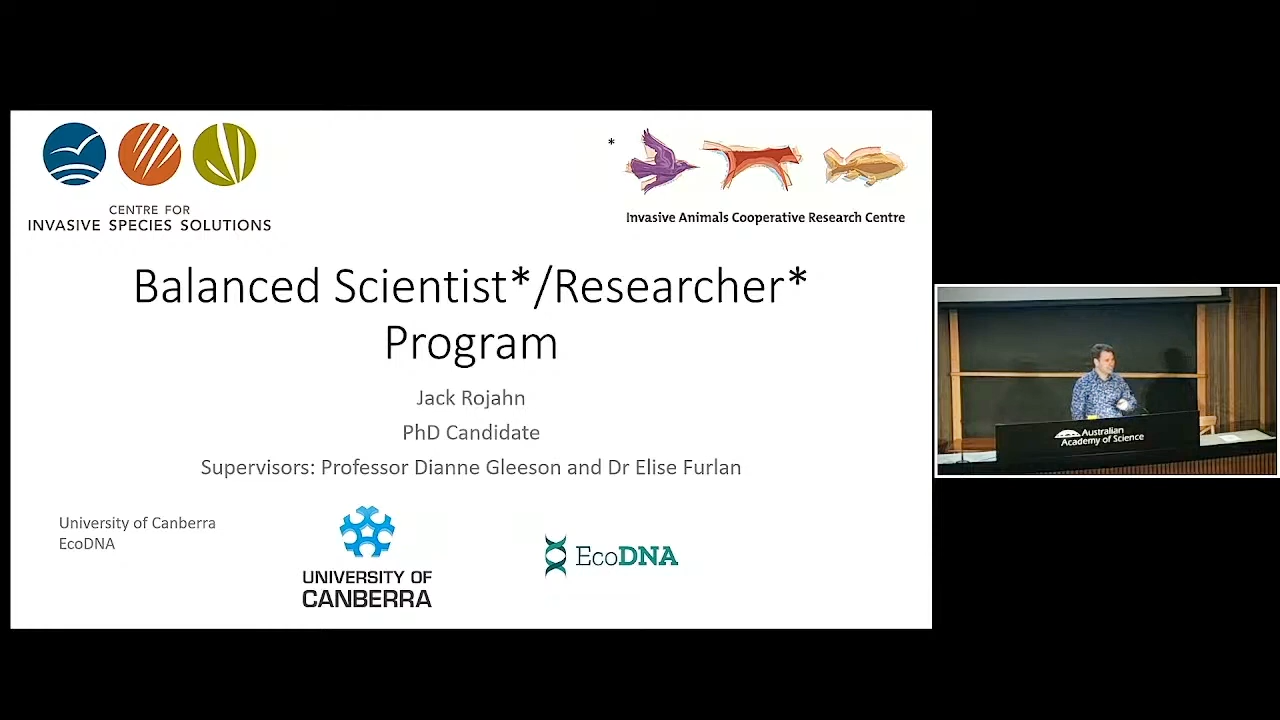 CENTRE FOR
INVASIVE SPECIES SOLUTIONS
*
Invasive Animals Cooperative Research Centre
Balanced Scientist*/Researcher*
Program
Jack Rojahn
PhD Candidate
Supervisors: Professor Dianne Gleeson and Dr Elise Furlan
University of Canberra
EcoDNA
UNIVERSITY OF
CANBERRA
EcoDNA
Australian
Academy of Science